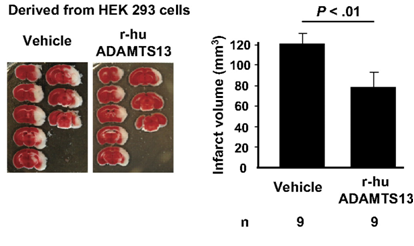 Derived from HEK 293 cells
Vehicle
r-hu
ADAMTS13
P < .01
Infarct volume (mm3)
120
100
80
60
40
20
0
Vehicle
r-hu
ADAMTS13
n
9
9